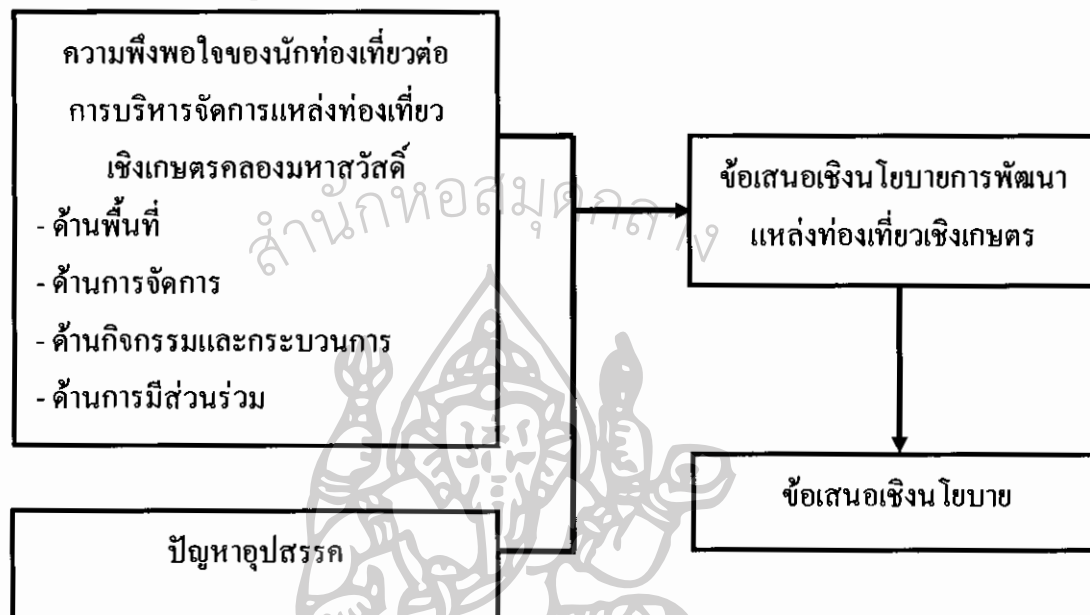 ความพึงพอใจของนักท่องเที่ยวต่อ
การบริหารจัดการแหล่งท่องเที่ยว
เชิงเกษตรคลองมหาสวัสดิ์
- ด้านพื้นที่
- ด้านการจัดการ
- ด้านกิจกรรมและกระบวนการ
- ด้านการมีส่วนร่วม
ปัญหาอุปสรรค
ข้อเสนอเชิงนโยบายการพัฒนา
แหล่งท่องเที่ยวเชิงเกษตร
ข้อเสนอเชิงนโยบาย
สำนักหอสมุดกลาง